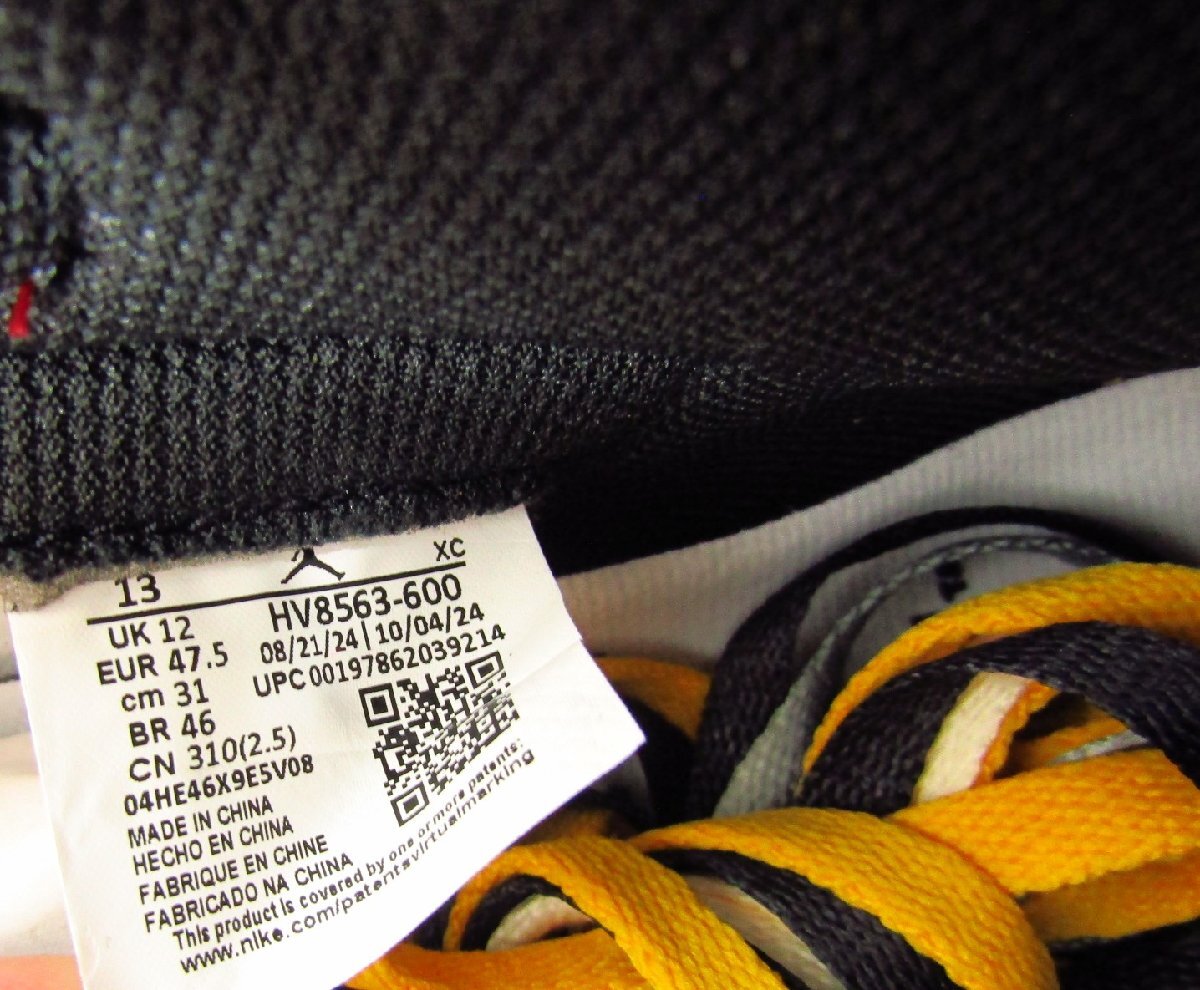 13 XC
UK 12
EUR 47.5
cm 31
BR 46
CN 310(2.5)
04HE46X9E5V08
HV8563-600
08/21/24|10/04/24
UPC 00197862039214
MADE IN CHINA
HECHO EN CHINA
FABRIQUE EN CHINE
FABRICADO NA CHINA
This product is covered by one or more patents:
www.nike.com/patentsvirtualmarking